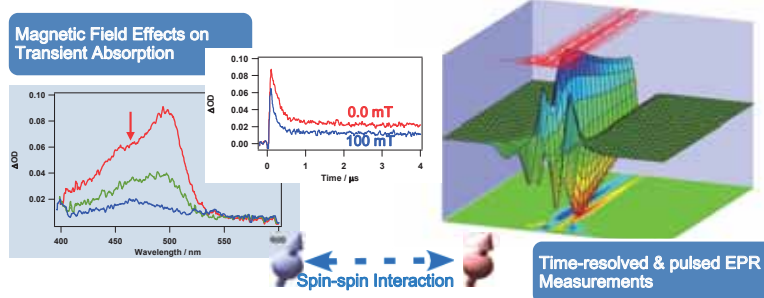 Magnetic Field Effects on
Transient Absorption
0.10
0.08
0.06
0.04
0.02
ΔOD
400
450
500
550
Wavelength / nm
0.10
0.08
0.06
0.04
0.02
0.00
ΔOD
0.0 mT
100 mT
0
1
2
3
4
Time / μs
Spin-spin Interaction
Time-resolved & pulsed EPR
Measurements